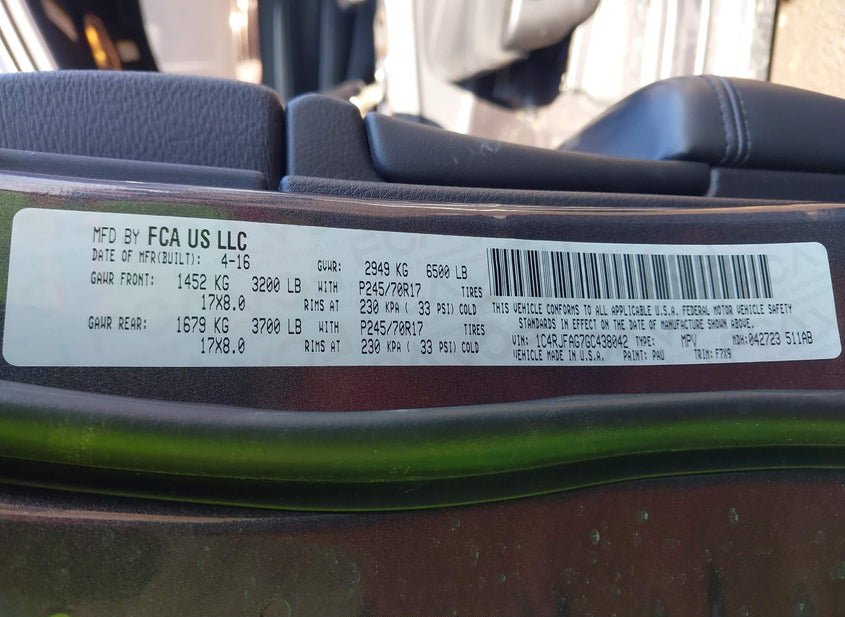 MFD BY FCA US LLC
DATE OF MFR(BUILT): 4-16 GVWR: 2949 KG 6500 LB
GAWR FRONT: 1452 KG 3200 LB WITH P245/70R17 TIRES
17X8.0 RIMS AT 230 KPA ( 33 PSI) COLD
GAWR REAR: 1679 KG 3700 LB WITH P245/70R17 TIRES
17X8.0 RIMS AT 230 KPA ( 33 PSI) COLD
THIS VEHICLE CONFORMS TO ALL APPLICABLE U.S.A. FEDERAL MOTOR VEHICLE SAFETY
STANDARDS IN EFFECT ON THE DATE OF MANUFACTURE SHOWN ABOVE.
VIN: 1C4RJFAG7GC438042 TYPE: MPV MDH: 042723 511AB
VEHICLE MADE IN U.S.A. PAINT: PAU TRIM: F7X9